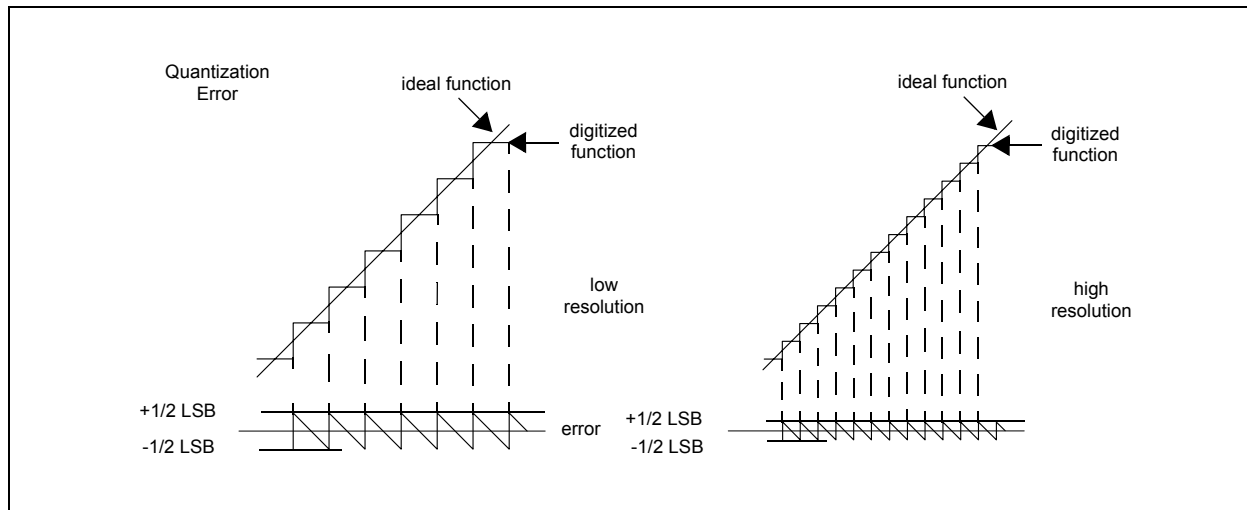 Quantization
Error
ideal function
digitized
function
low
resolution
+1/2 LSB
error
-1/2 LSB
ideal function
digitized
function
high
resolution
+1/2 LSB
error
-1/2 LSB